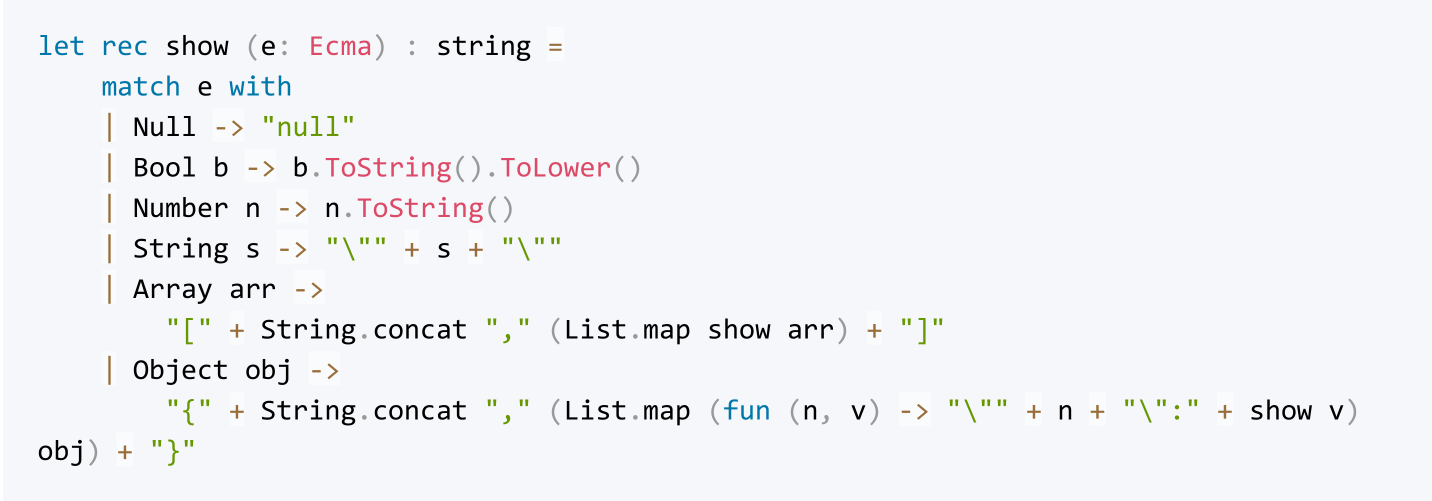 let rec show (e: Ecma) : string =
    match e with
    | Null -> "null"
    | Bool b -> b.ToString().ToLower()
    | Number n -> n.ToString()
    | String s -> "\"" + s + "\""
    | Array arr ->
        "[" + String.concat "," (List.map show arr) + "]"
    | Object obj ->
        "{" + String.concat "," (List.map (fun (n, v) -> "\"" + n + "\":" + show v)
obj) + "}"